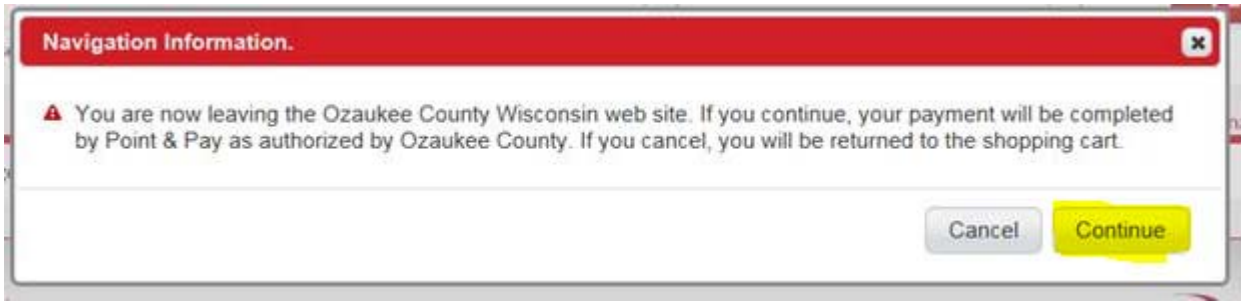 Navigation Information.
You are now leaving the Ozaukee County Wisconsin web site. If you continue, your payment will be completed
by Point & Pay as authorized by Ozaukee County. If you cancel, you will be returned to the shopping cart.
Cancel Continue